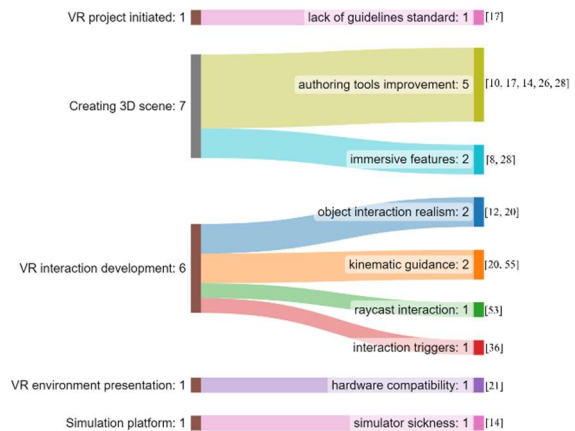 VR project initiated: 1 lack of guidelines standard: 1 [17]
authoring tools improvement: 5 [10, 17, 14, 26, 28]
Creating 3D scene: 7
immersive features: 2 [8, 28]
object interaction realism: 2 [12, 20]
VR interaction development: 6 kinematic guidance: 2 [20, 55]
raycast interaction: 1 [53]
interaction triggers: 1 [36]
VR environment presentation: 1 hardware compatibility: 1 [21]
Simulation platform: 1 simulator sickness: 1 [14]